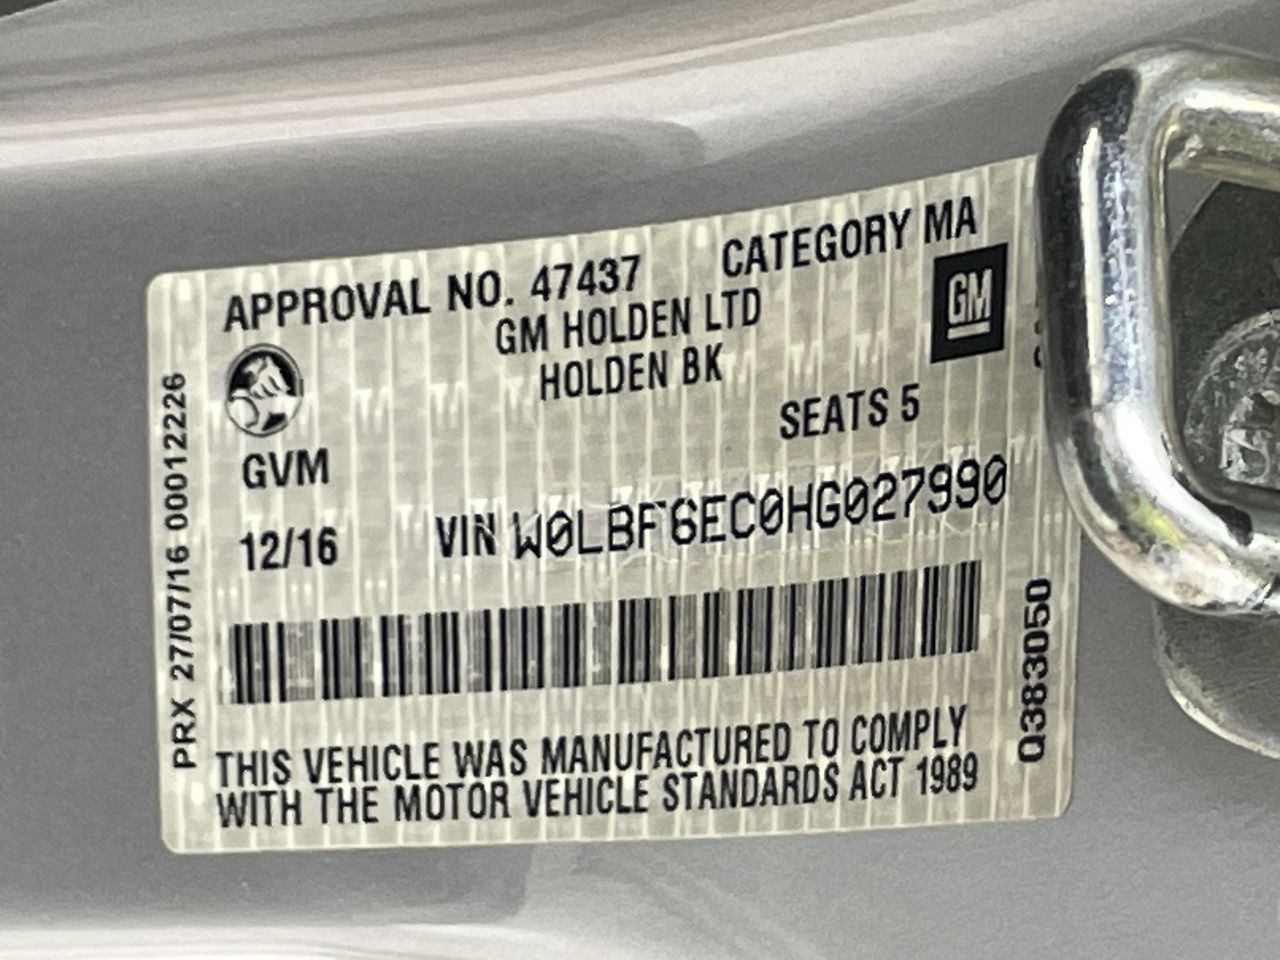 APPROVAL NO. 47437 CATEGORY MA
GM HOLDEN LTD
GM
HOLDEN BK
SEATS 5
GVM
12/16 VIN W0LBF6EC0HG027990
THIS VEHICLE WAS MANUFACTURED TO COMPLY
WITH THE MOTOR VEHICLE STANDARDS ACT 1989
PRX 27/07/16 00012226
Q383050